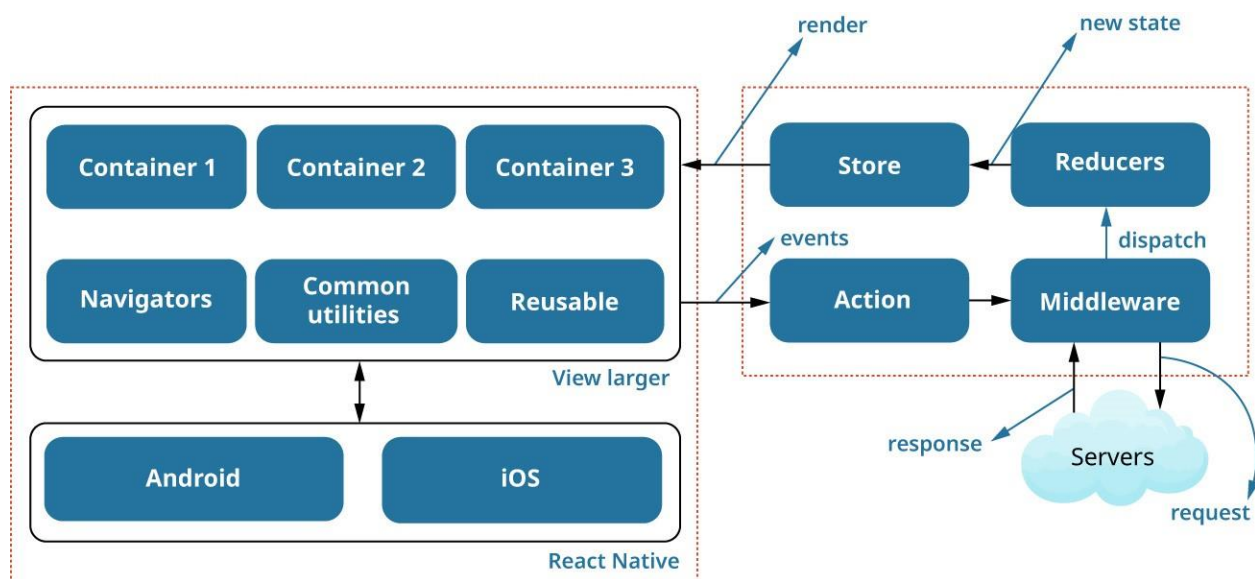 render
new state
Container 1
Container 2
Container 3
Store
Reducers
events
dispatch
Navigators
Common
utilities
Reusable
Action
Middleware
View larger
response
Servers
Android
iOS
request
React Native